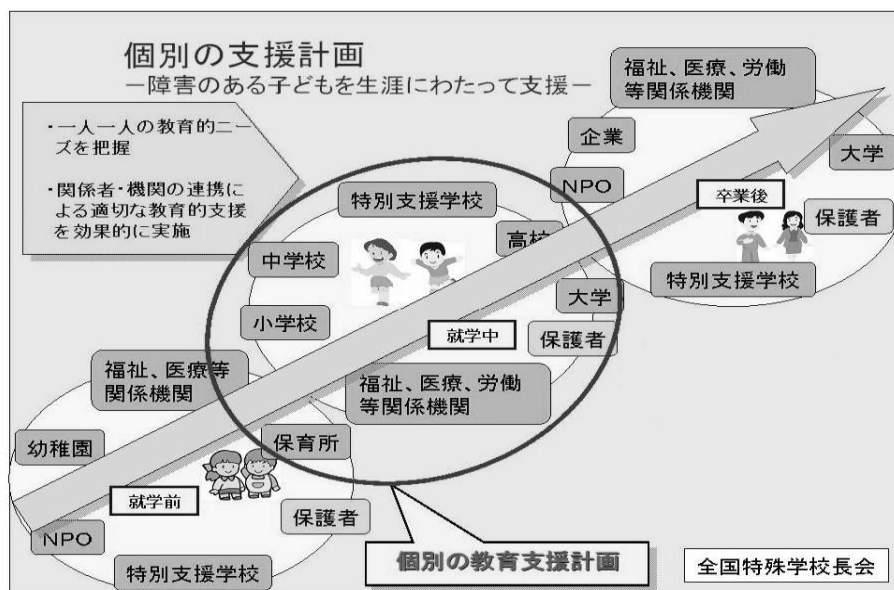 個別の支援計画
－障害のある子どもを生涯にわたって支援－
・一人一人の教育的ニー
ズを把握
・関係者・機関の連携に
よる適切な教育的支援
を効果的に実施
福祉、医療、労働
等関係機関
企業
大学
NPO
卒業後
保護者
特別支援学校
特別支援学校
高校
中学校
小学校
大学
就学中
保護者
福祉、医療、労働
等関係機関
福祉、医療等
関係機関
幼稚園
保育所
就学前
保護者
NPO
特別支援学校
個別の教育支援計画
全国特殊学校長会